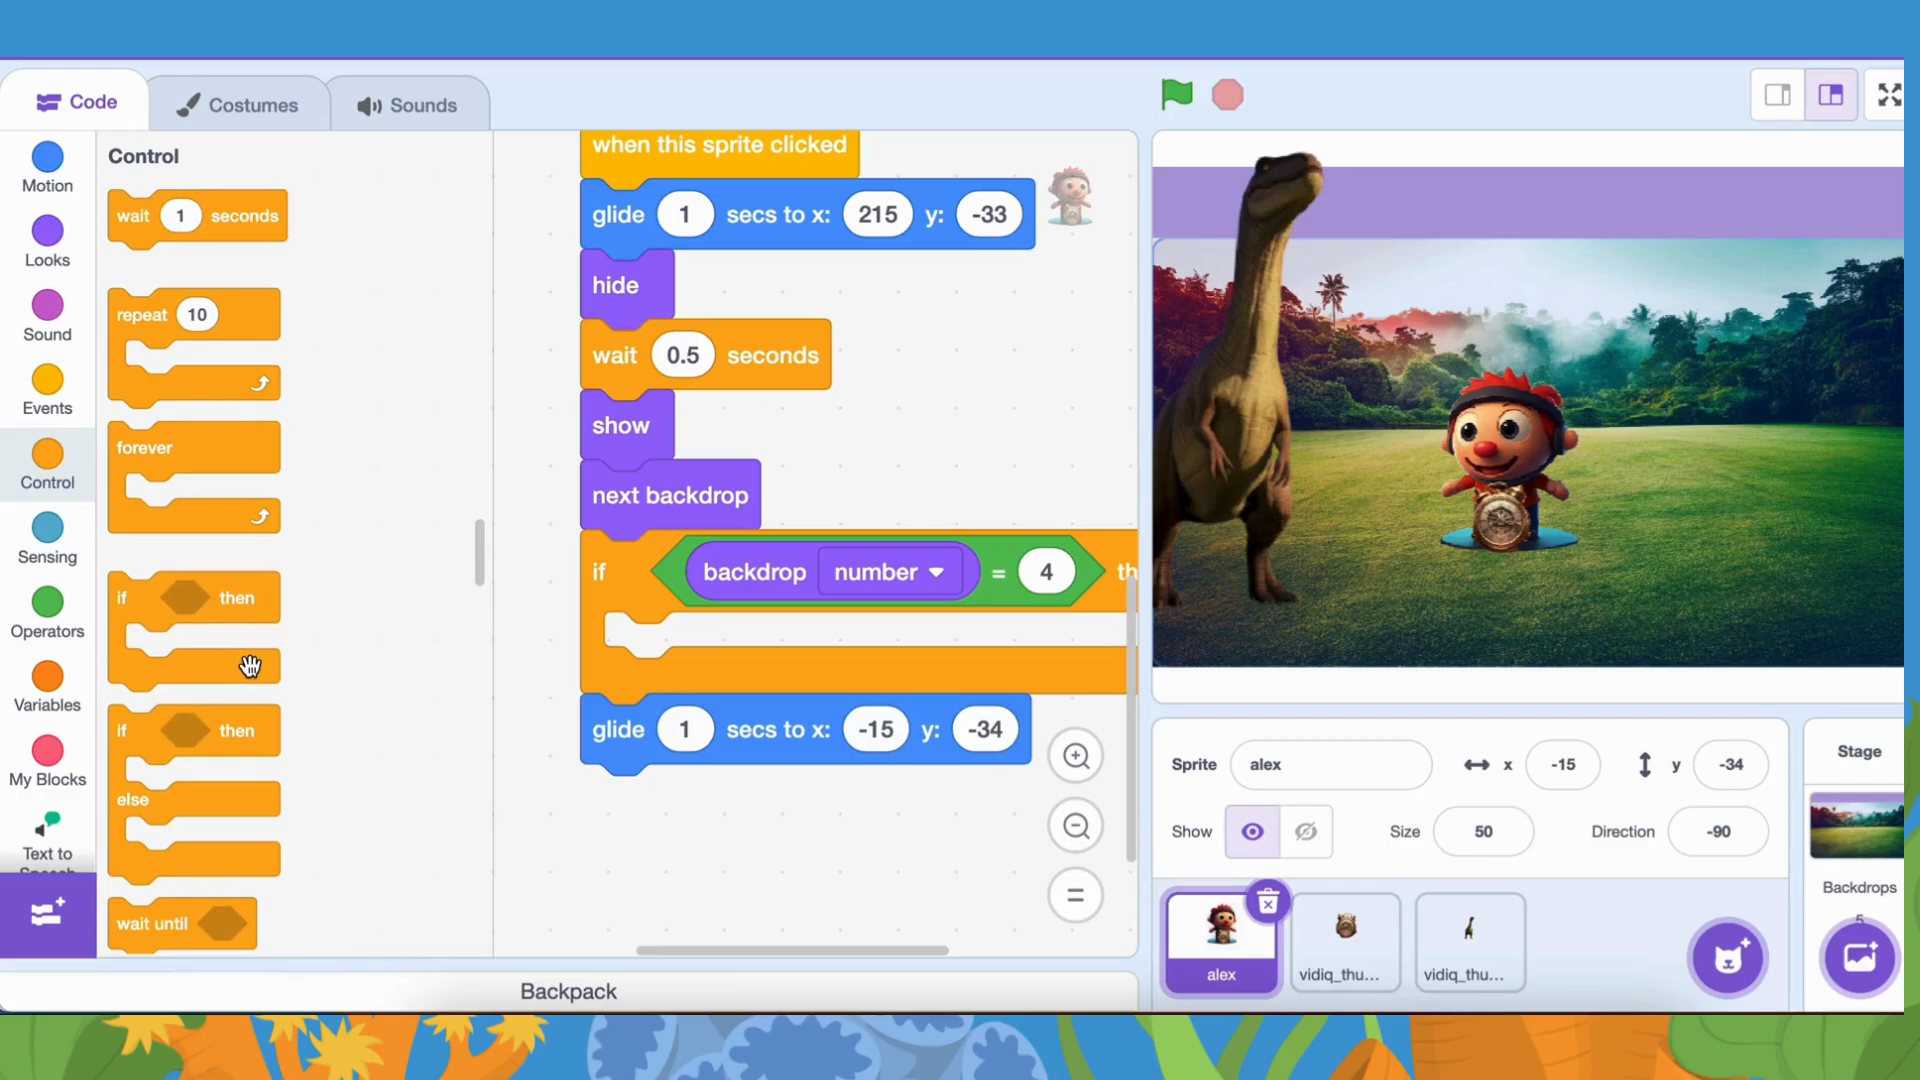 Code
Costumes
Sounds
Motion
Looks
Sound
Events
Control
Sensing
Operators
Variables
My Blocks
Text to
Speech
Control
wait 1 seconds
repeat 10
forever
if then
if then
else
wait until
when this sprite clicked
glide 1 secs to x: 215 y: -33
hide
wait 0.5 seconds
show
next backdrop
if backdrop number = 4 th
glide 1 secs to x: -15 y: -34
Backpack
Sprite alex x -15 y -34
Show Size 50 Direction -90
alex
vidiq_thu...
vidiq_thu...
Stage
Backdrops
5